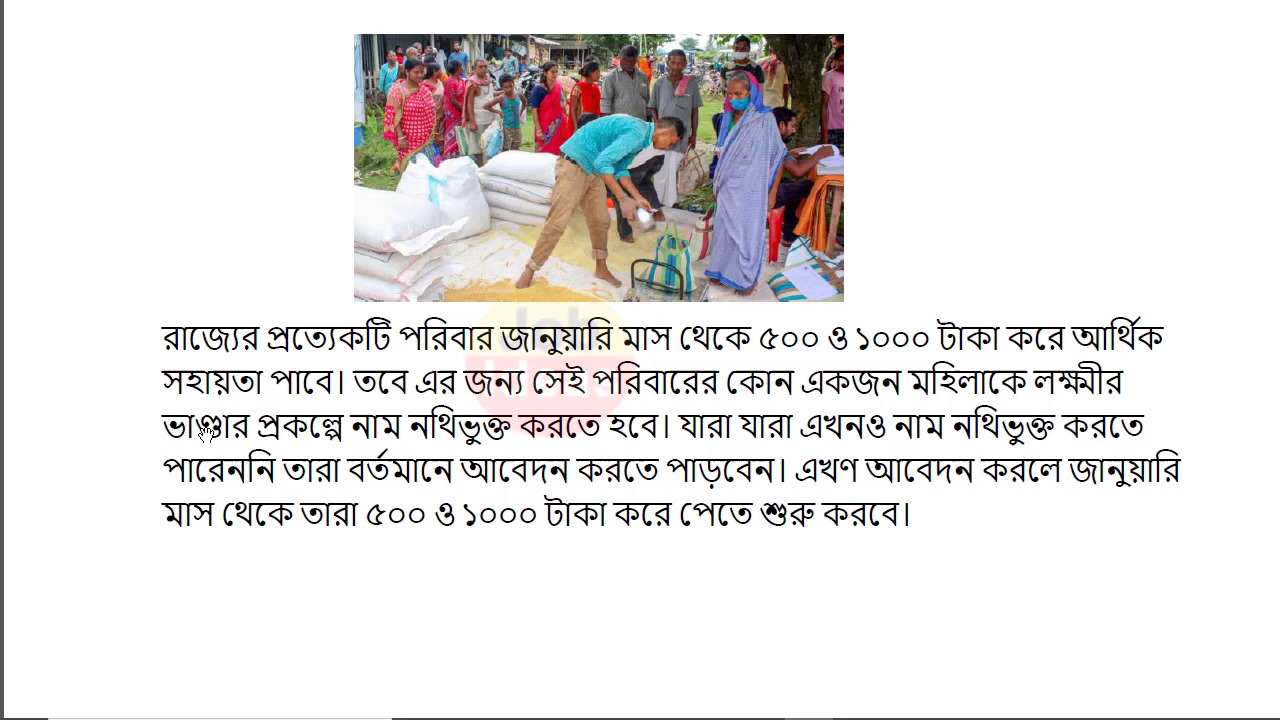 রাজ্যের প্রত্যেকটি পরিবার জানুয়ারি মাস থেকে ৫০০ ও ১০০০ টাকা করে আর্থিক
সহায়তা পাবে। তবে এর জন্য সেই পরিবারের কোন একজন মহিলাকে লক্ষ্মীর
ভাণ্ডার প্রকল্পে নাম নথিভুক্ত করতে হবে। যারা যারা এখনও নাম নথিভুক্ত করতে
পারেননি তারা বর্তমানে আবেদন করতে পাড়বেন। এখণ আবেদন করলে জানুয়ারি
মাস থেকে তারা ৫০০ ও ১০০০ টাকা করে পেতে শুরু করবে।